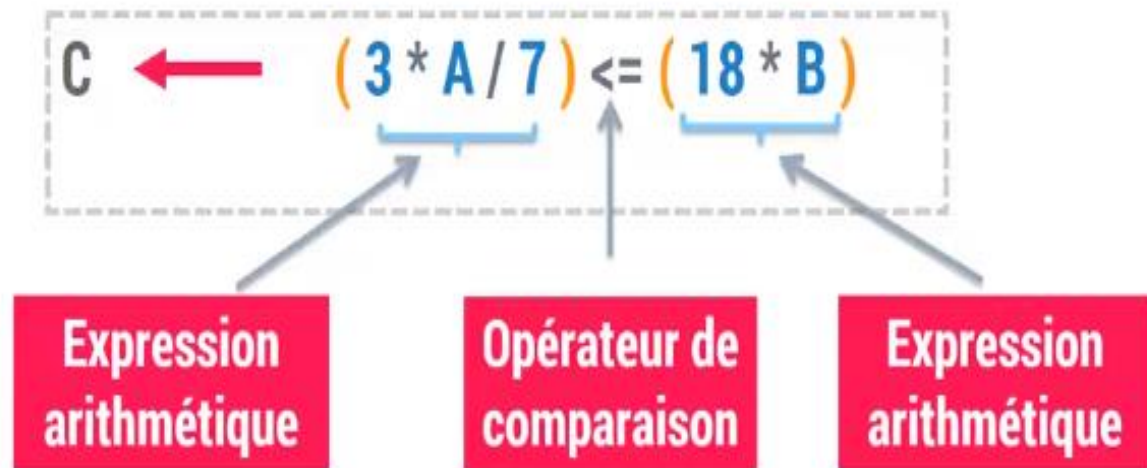 C ← ( 3 * A / 7 ) <= ( 18 * B )
Expression
arithmétique
Opérateur de
comparaison
Expression
arithmétique